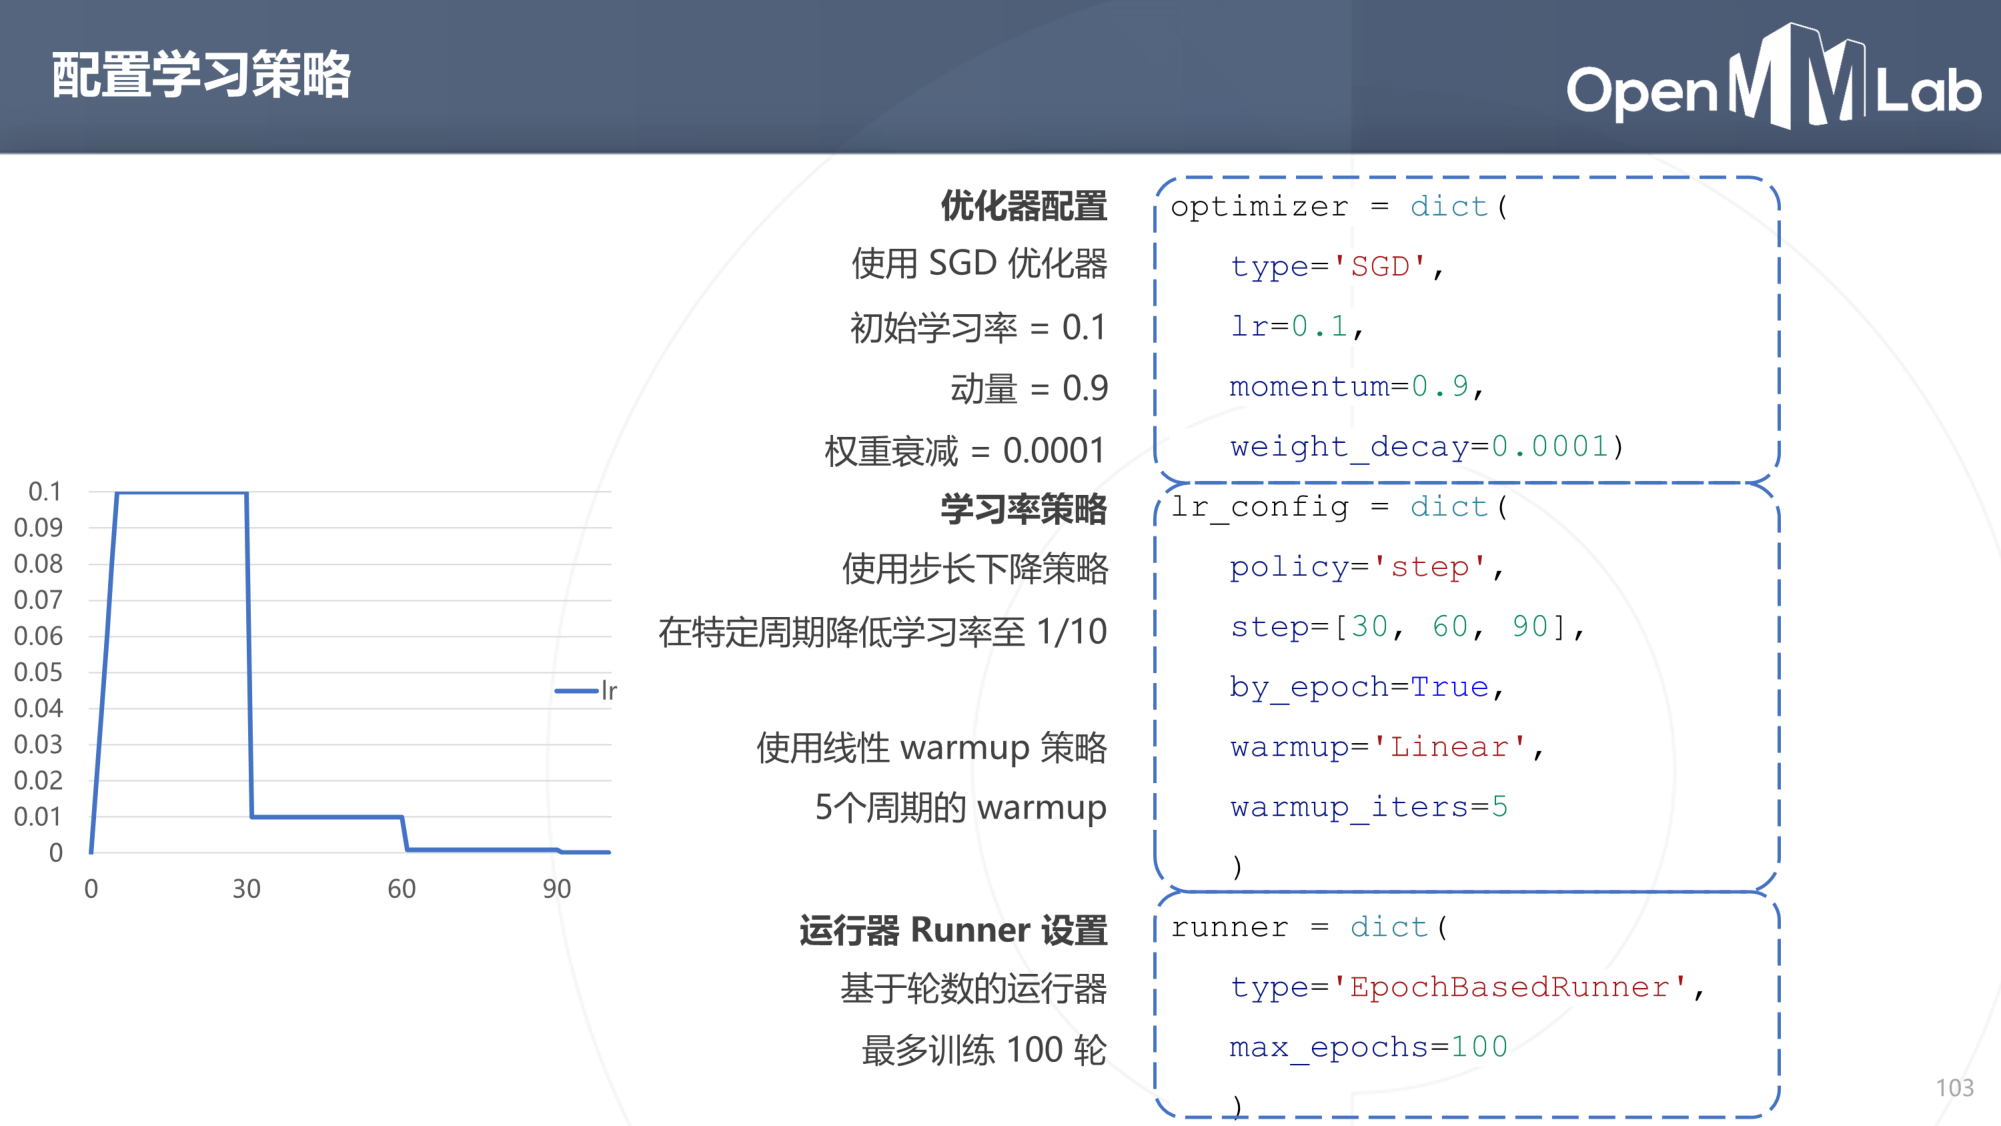 配置学习策略
OpenMMLab
优化器配置
使用 SGD 优化器
初始学习率 = 0.1
动量 = 0.9
权重衰减 = 0.0001
学习率策略
使用步长下降策略
在特定周期降低学习率至 1/10
使用线性 warmup 策略
5个周期的 warmup
运行器 Runner 设置
基于轮数的运行器
最多训练 100 轮
optimizer = dict(
type='SGD',
lr=0.1,
momentum=0.9,
weight_decay=0.0001)
lr_config = dict(
policy='step',
step=[30, 60, 90],
by_epoch=True,
warmup='Linear',
warmup_iters=5
)
runner = dict(
type='EpochBasedRunner',
max_epochs=100
)
0.1
0.09
0.08
0.07
0.06
0.05
0.04
0.03
0.02
0.01
0
0 30 60 90
lr
103